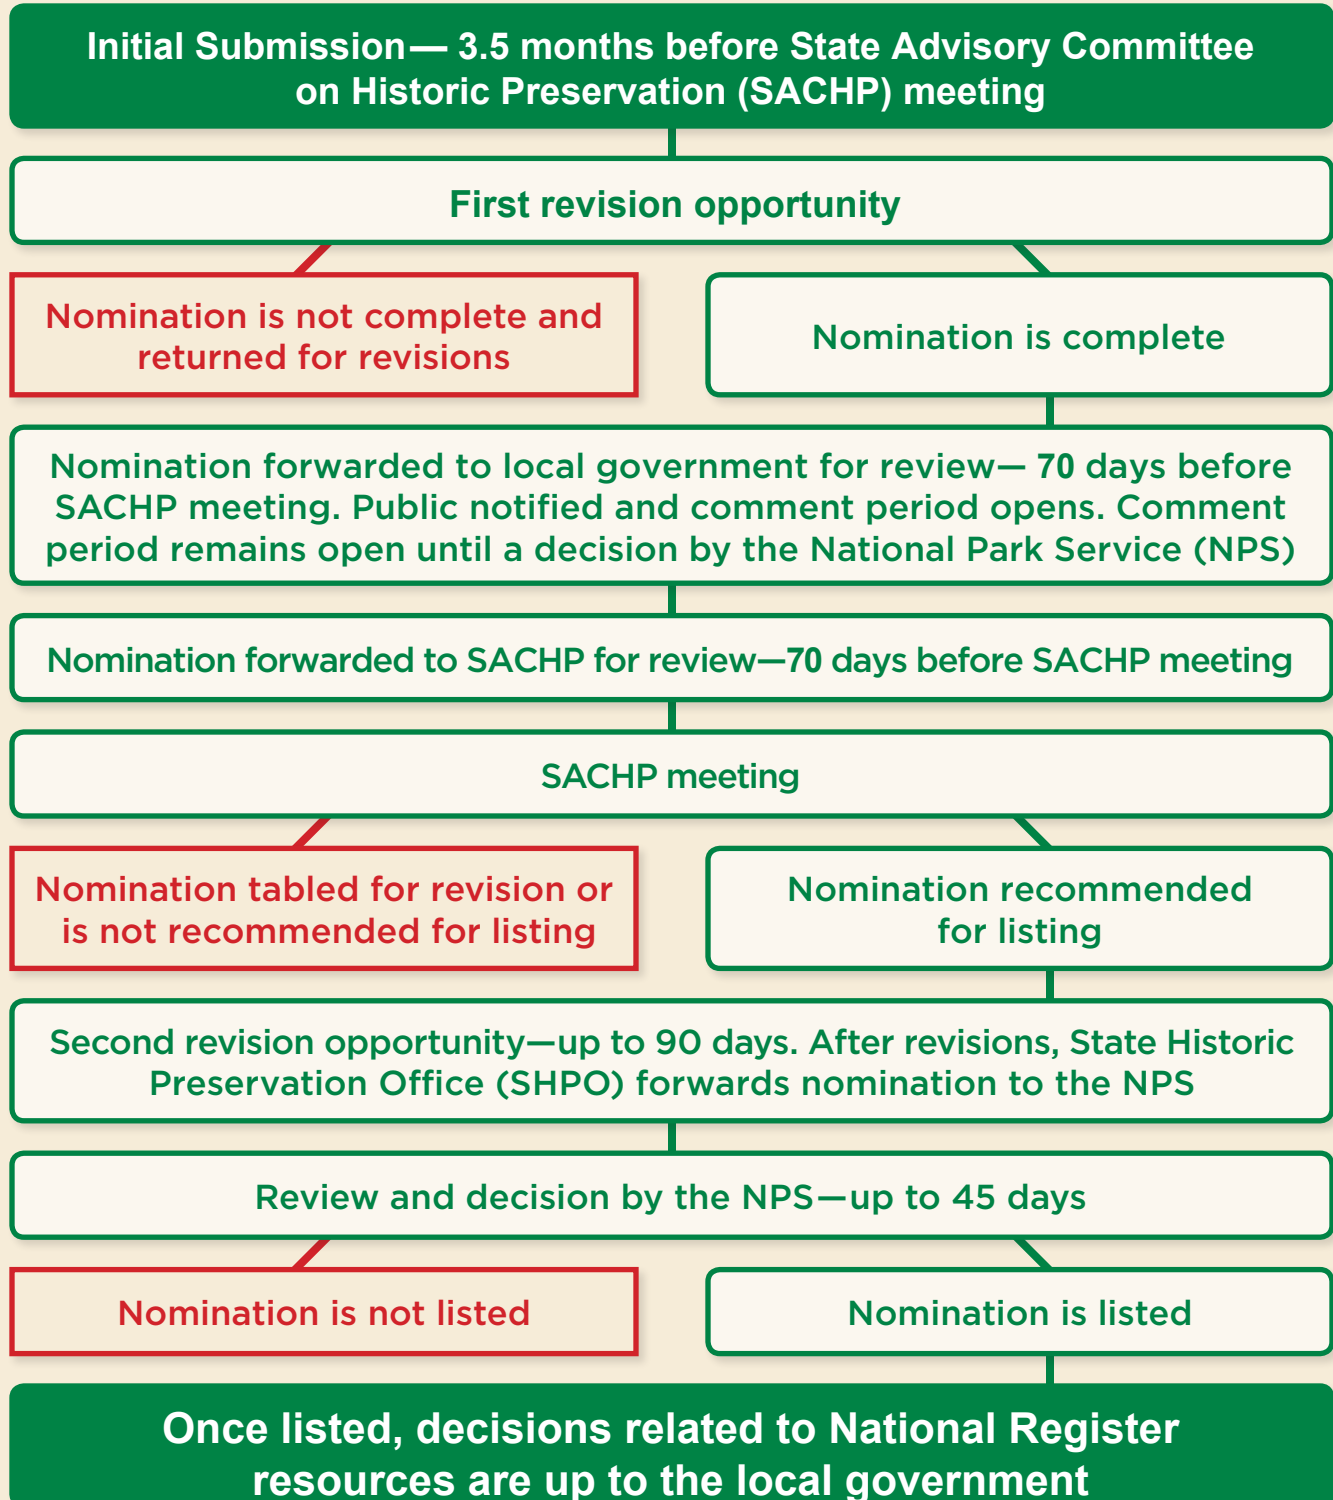 Initial Submission— 3.5 months before State Advisory Committee
on Historic Preservation (SACHP) meeting
First revision opportunity
Nomination is not complete and
returned for revisions
Nomination is complete
Nomination forwarded to local government for review— 70 days before
SACHP meeting. Public notified and comment period opens. Comment
period remains open until a decision by the National Park Service (NPS)
Nomination forwarded to SACHP for review—70 days before SACHP meeting
SACHP meeting
Nomination tabled for revision or
is not recommended for listing
Nomination recommended
for listing
Second revision opportunity—up to 90 days. After revisions, State Historic
Preservation Office (SHPO) forwards nomination to the NPS
Review and decision by the NPS—up to 45 days
Nomination is not listed
Nomination is listed
Once listed, decisions related to National Register
resources are up to the local government